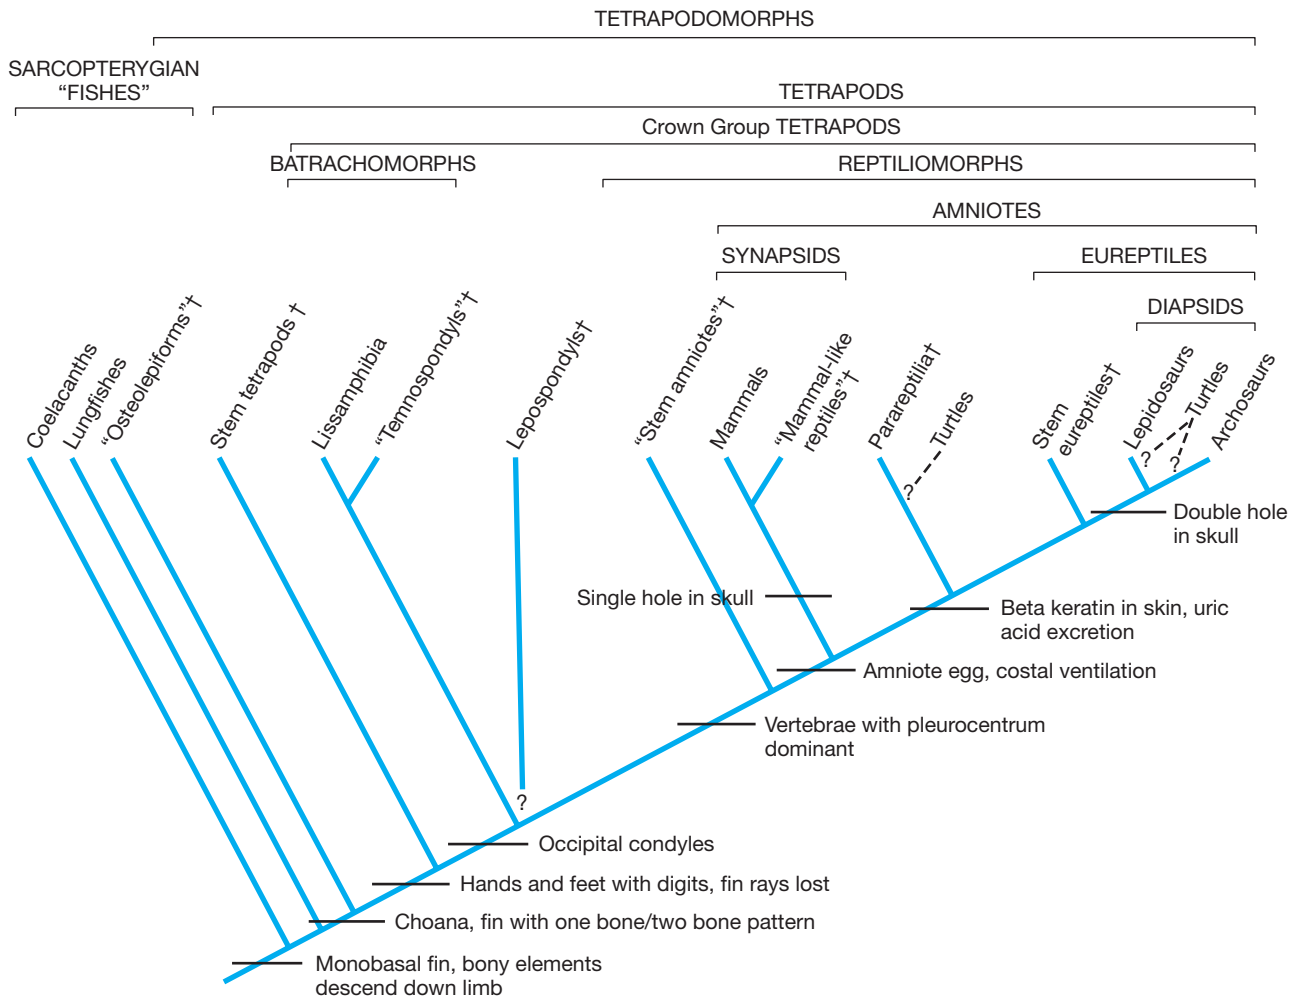 TETRAPODOMORPHS
SARCOPTERYGIAN
“FISHES”
TETRAPODS
Crown Group TETRAPODS
BATRACHOMORPHS
REPTILIOMORPHS
AMNIOTES
SYNAPSIDS
EUREPTILES
DIAPSIDS
Coelacanths
Lungfishes
“Osteolepiforms”†
Stem tetrapods †
Lissamphibia
“Temnospondyls”†
Lepospondyls†
“Stem amniotes”†
Mammals
“Mammal-like
reptiles”†
Parareptilia†
Turtles
Stem
eureptiles†
Lepidosaurs
Turtles
Archosaurs
?
?
?
Double hole
in skull
Single hole in skull
Beta keratin in skin, uric
acid excretion
Amniote egg, costal ventilation
Vertebrae with pleurocentrum
dominant
?
Occipital condyles
Hands and feet with digits, fin rays lost
Choana, fin with one bone/two bone pattern
Monobasal fin, bony elements
descend down limb